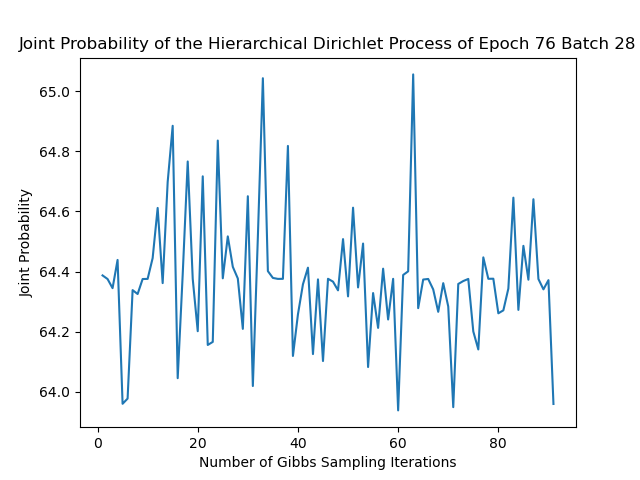 Joint Probability of the Hierarchical Dirichlet Process of Epoch 76 Batch 28
65.0
64.8
64.6
64.4
64.2
64.0
Joint Probability
0 20 40 60 80
Number of Gibbs Sampling Iterations